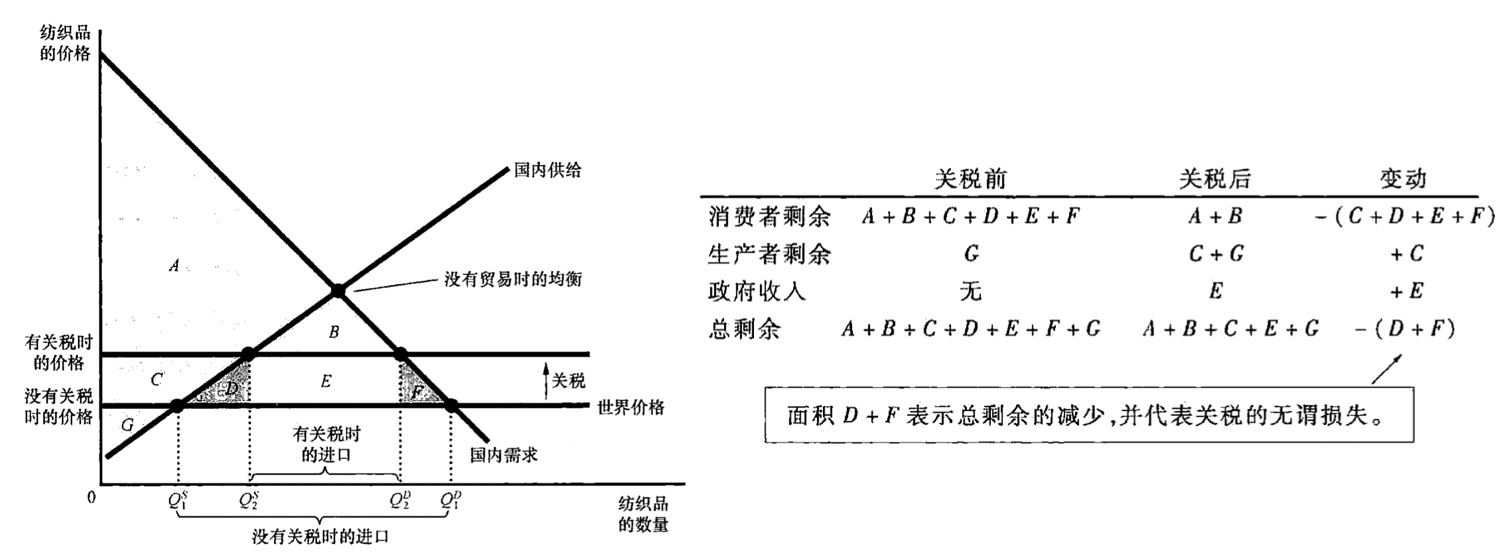 纺织品
的价格
国内供给
A
没有贸易时的均衡
B
有关税时
的价格
C
D
E
F
关税
没有关税
时的价格
世界价格
G
有关税时
的进口
国内需求
0
Q₁ˢ
Q₂ˢ
Q₂ᴰ
Q₁ᴰ
纺织品
的数量
没有关税时的进口
关税前 关税后 变动
消费者剩余 A+B+C+D+E+F A+B -(C+D+E+F)
生产者剩余 G C+G +C
政府收入 无 E +E
总剩余 A+B+C+D+E+F+G A+B+C+E+G -(D+F)
面积 D+F 表示总剩余的减少,并代表关税的无谓损失。